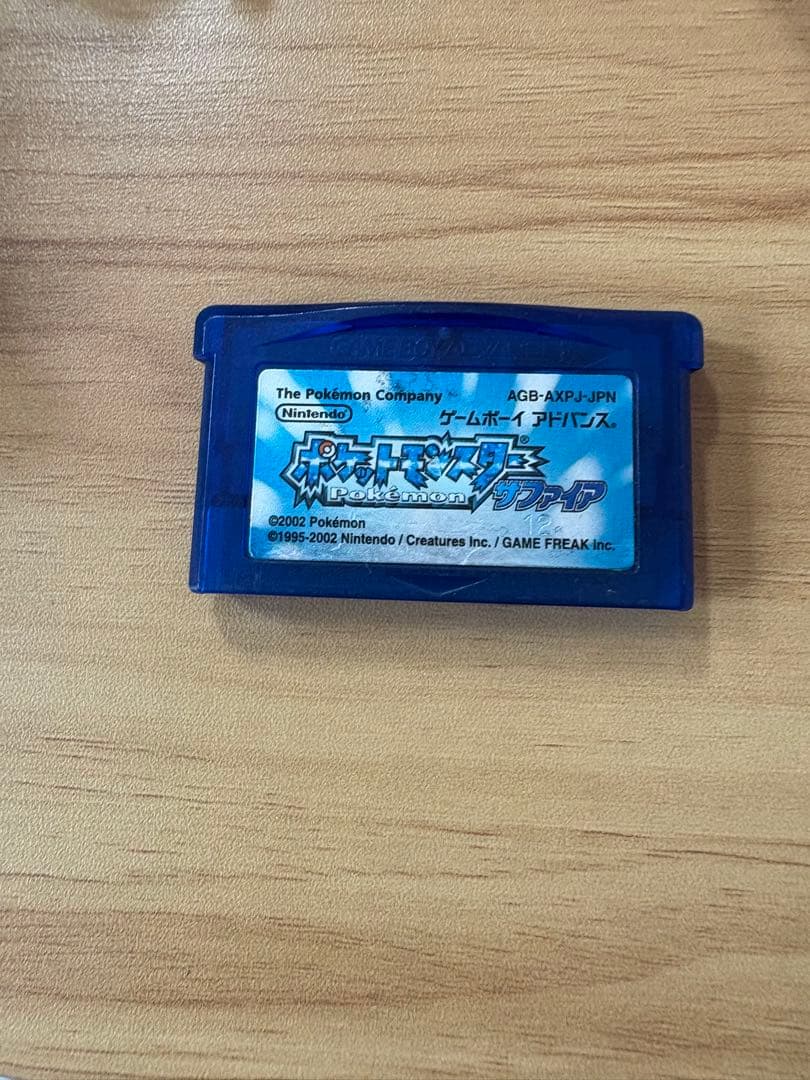 The Pokémon Company AGB-AXPJ-JPN
Nintendo ゲームボーイ アドバンス®
ポケットモンスター®
Pokémon サファイア
12
©2002 Pokémon
©1995-2002 Nintendo / Creatures Inc. / GAME FREAK Inc.